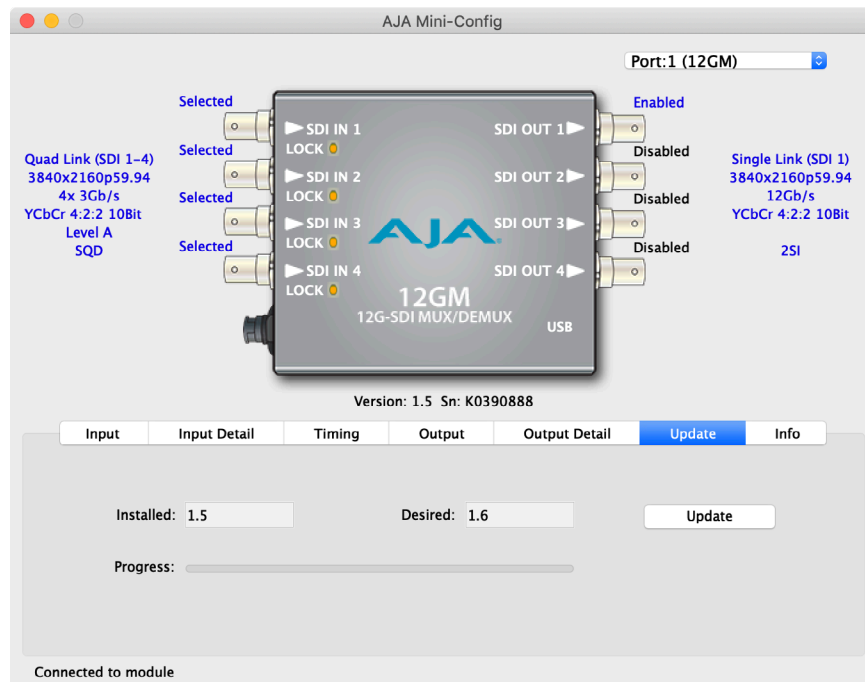 AJA Mini-Config
Port:1 (12GM)
Selected
Selected
Selected
Selected
Quad Link (SDI 1-4)
3840x2160p59.94
4x 3Gb/s
YCbCr 4:2:2 10Bit
Level A
SQD
SDI IN 1
LOCK
SDI IN 2
LOCK
SDI IN 3
LOCK
SDI IN 4
LOCK
AJA
12GM
12G-SDI MUX/DEMUX
USB
SDI OUT 1
SDI OUT 2
SDI OUT 3
SDI OUT 4
Enabled
Disabled
Disabled
Disabled
Single Link (SDI 1)
3840x2160p59.94
12Gb/s
YCbCr 4:2:2 10Bit
2SI
Version: 1.5 Sn: K0390888
Input Input Detail Timing Output Output Detail Update Info
Installed: 1.5 Desired: 1.6 Update
Progress:
Connected to module